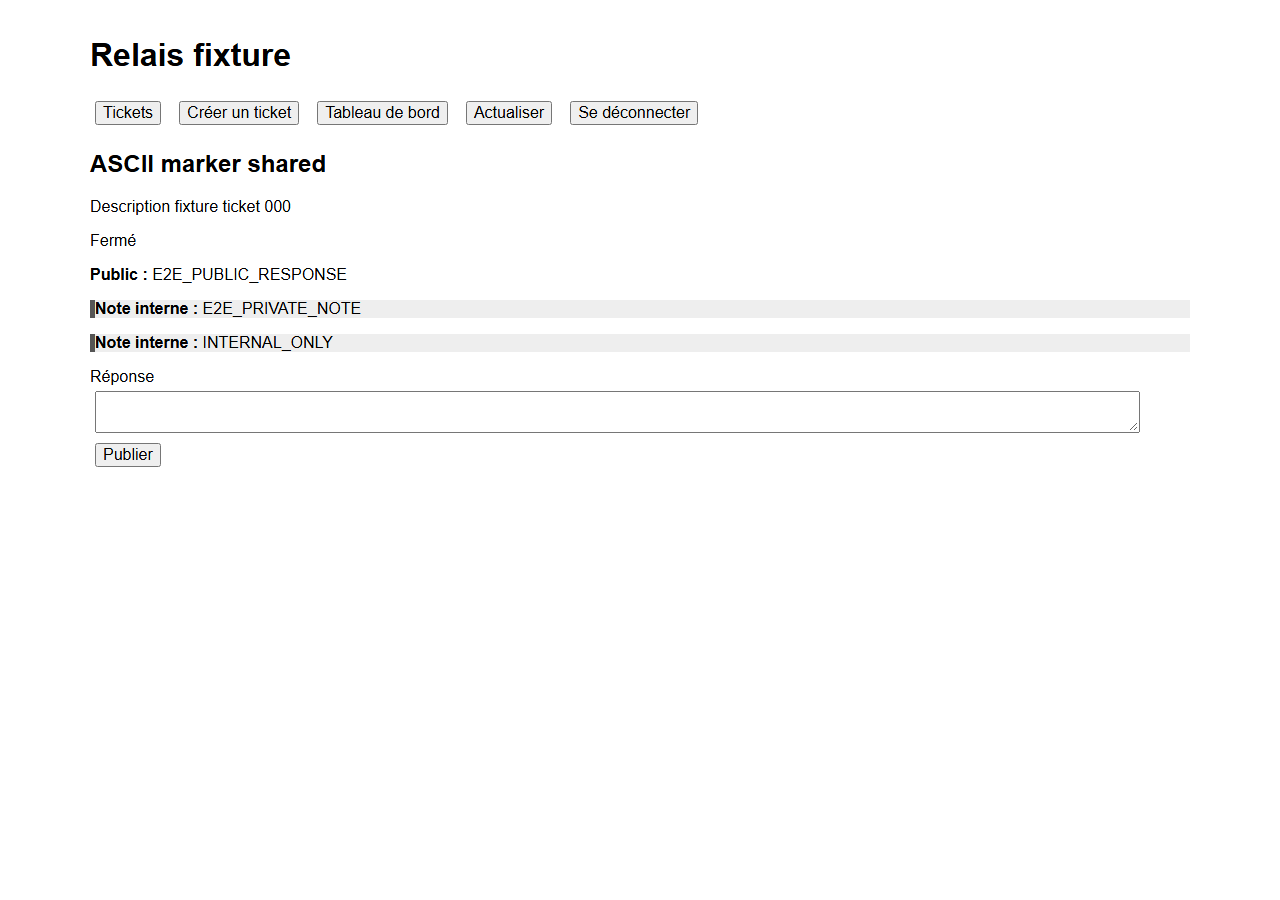 Relais fixture
Tickets Créer un ticket Tableau de bord Actualiser Se déconnecter
ASCII marker shared
Description fixture ticket 000
Fermé
Public : E2E_PUBLIC_RESPONSE
Note interne : E2E_PRIVATE_NOTE
Note interne : INTERNAL_ONLY
Réponse
Publier